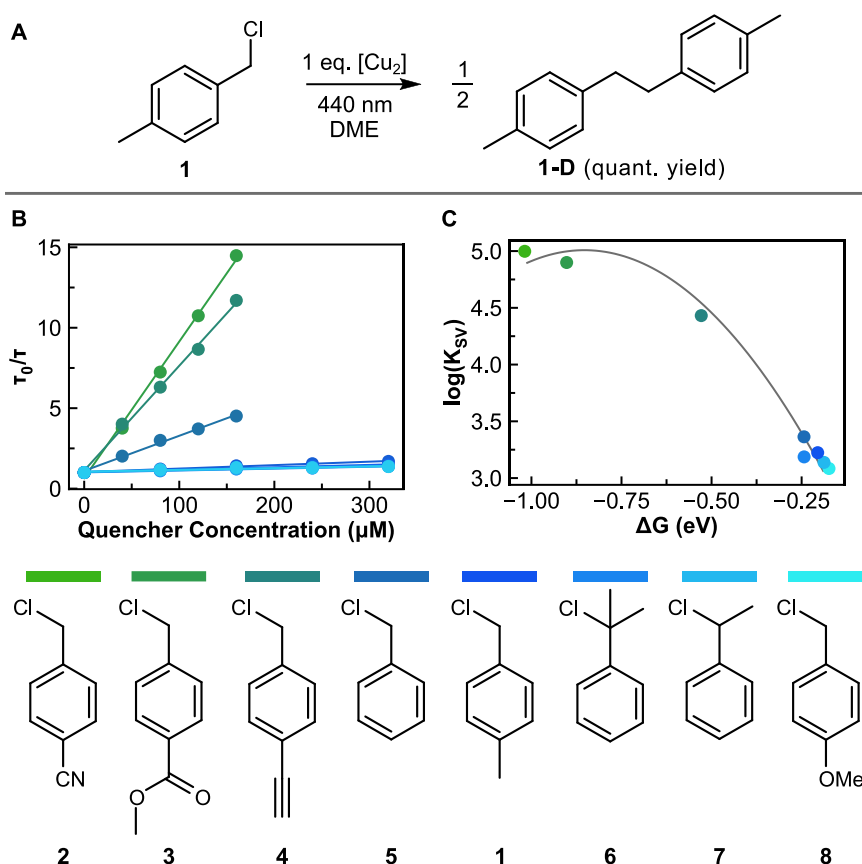 A
Cl
1
1 eq. [Cu₂]
440 nm
DME
1
2
1-D (quant. yield)
B
15
10
5
0
τ₀/τ
0
100
200
300
Quencher Concentration (µM)
C
5.0
4.5
3.5
3.0
log(K_SV)
−1.00
−0.75
−0.50
−0.25
ΔG (eV)
Cl
Cl
Cl
Cl
Cl
Cl
Cl
Cl
CN
O
O
OMe
2
3
4
5
1
6
7
8